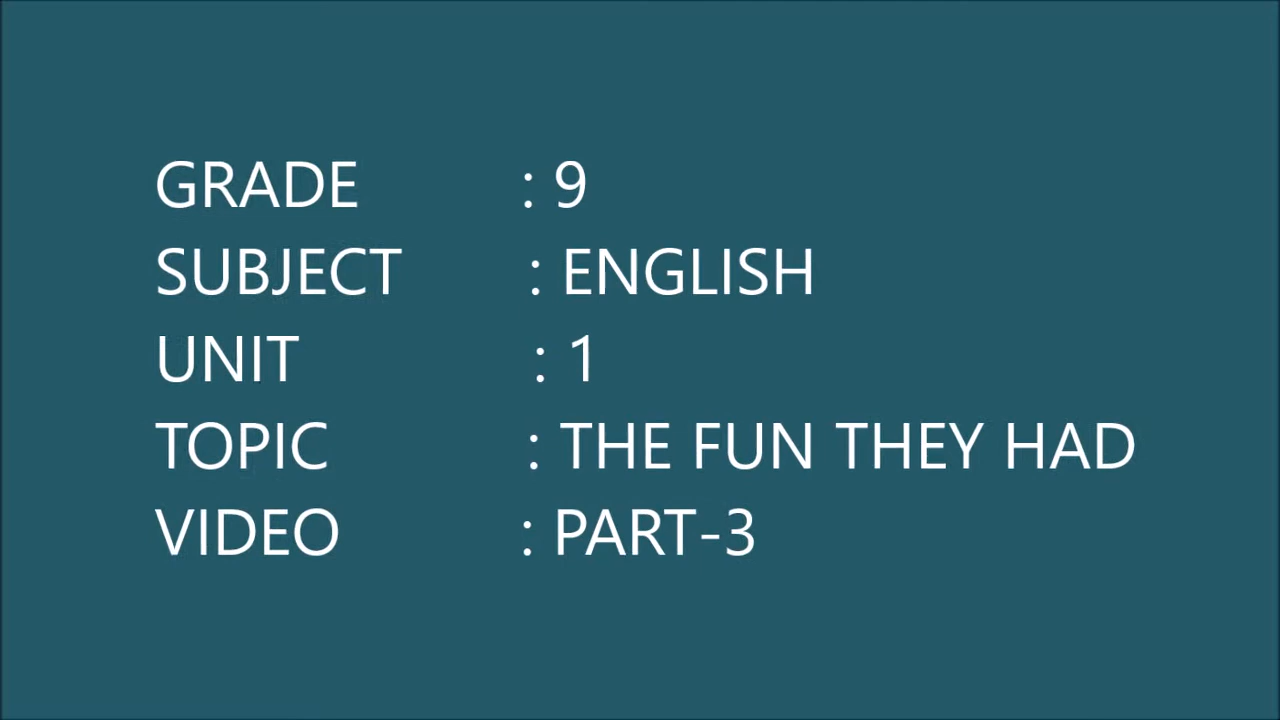 GRADE : 9
SUBJECT : ENGLISH
UNIT : 1
TOPIC : THE FUN THEY HAD
VIDEO : PART-3